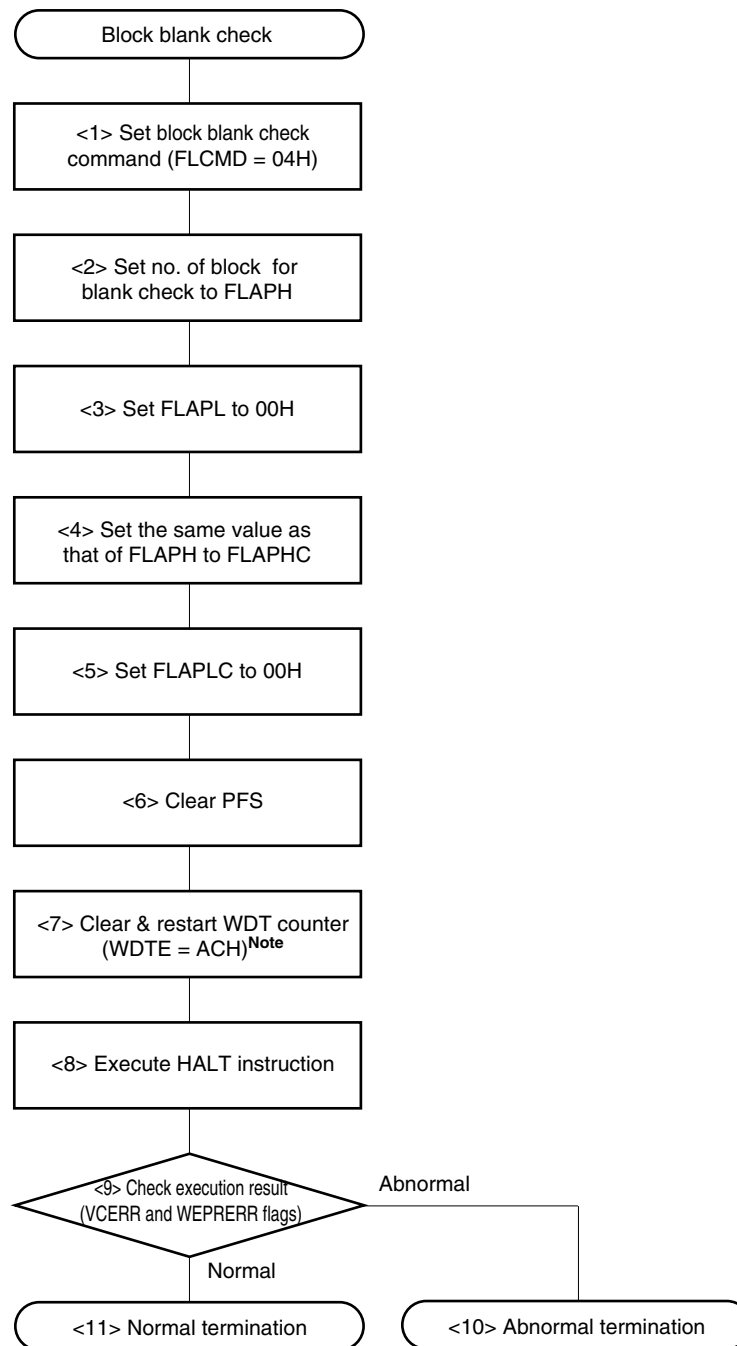 Block blank check
<1> Set block blank check
command (FLCMD = 04H)
<2> Set no. of block for
blank check to FLAPH
<3> Set FLAPL to 00H
<4> Set the same value as
that of FLAPH to FLAPHC
<5> Set FLAPLC to 00H
<6> Clear PFS
<7> Clear & restart WDT counter
(WDTE = ACH)Note
<8> Execute HALT instruction
<9> Check execution result
(VCERR and WEPRERR flags)
Abnormal
Normal
<11> Normal termination
<10> Abnormal termination